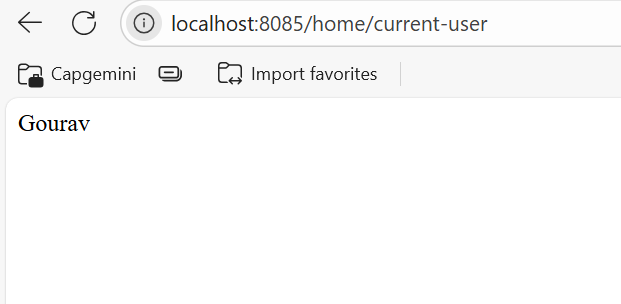 localhost:8085/home/current-user
Capgemini Import favorites
Gourav